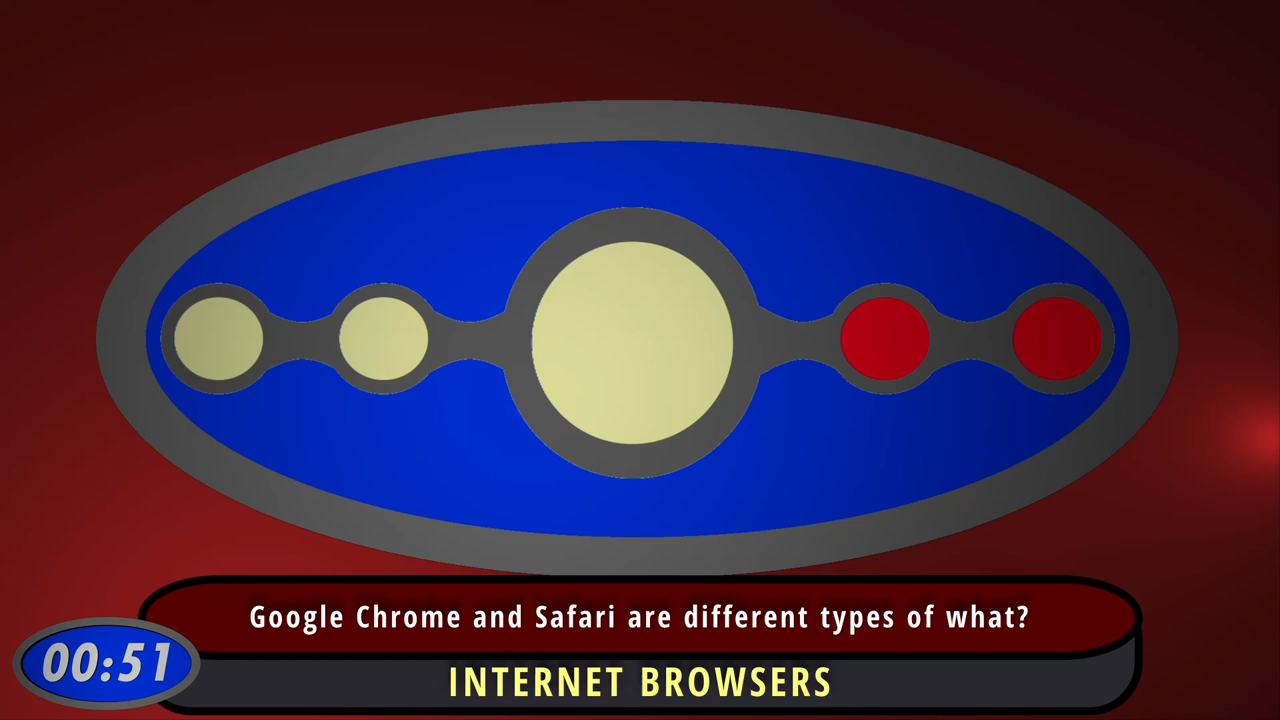 Google Chrome and Safari are different types of what?
00:51
INTERNET BROWSERS